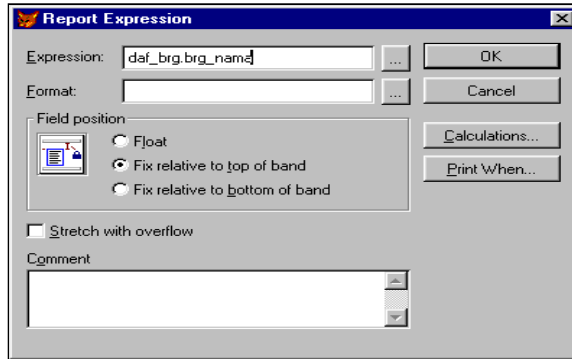 Report Expression
Expression: daf_brg.brg_nama ... OK
Format: ... Cancel
Field position
Float
Fix relative to top of band
Fix relative to bottom of band
Calculations...
Print When...
Stretch with overflow
Comment